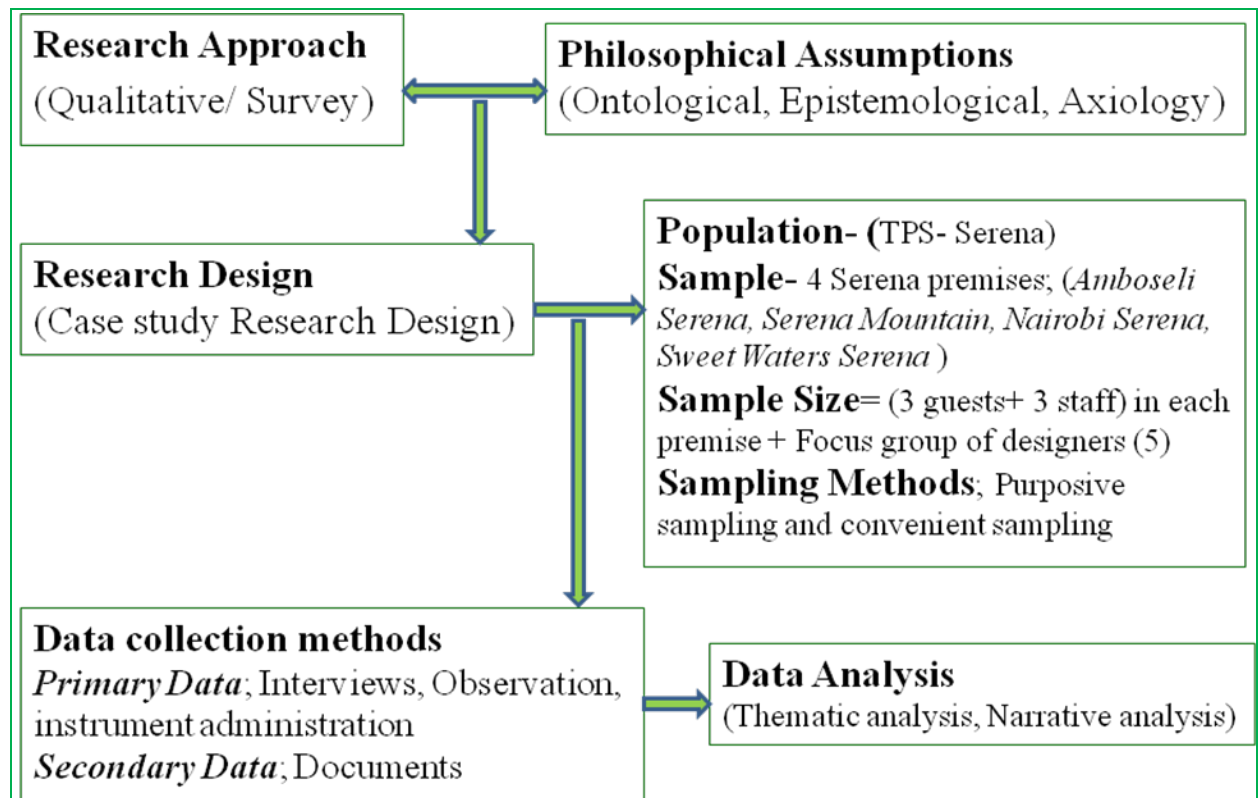 Research Approach
(Qualitative/ Survey)
Philosophical Assumptions
(Ontological, Epistemological, Axiology)
Research Design
(Case study Research Design)
Population- (TPS- Serena)
Sample- 4 Serena premises; (Amboseli
Serena, Serena Mountain, Nairobi Serena,
Sweet Waters Serena )
Sample Size= (3 guests+ 3 staff) in each
premise + Focus group of designers (5)
Sampling Methods; Purposive
sampling and convenient sampling
Data collection methods
Primary Data; Interviews, Observation,
instrument administration
Secondary Data; Documents
Data Analysis
(Thematic analysis, Narrative analysis)